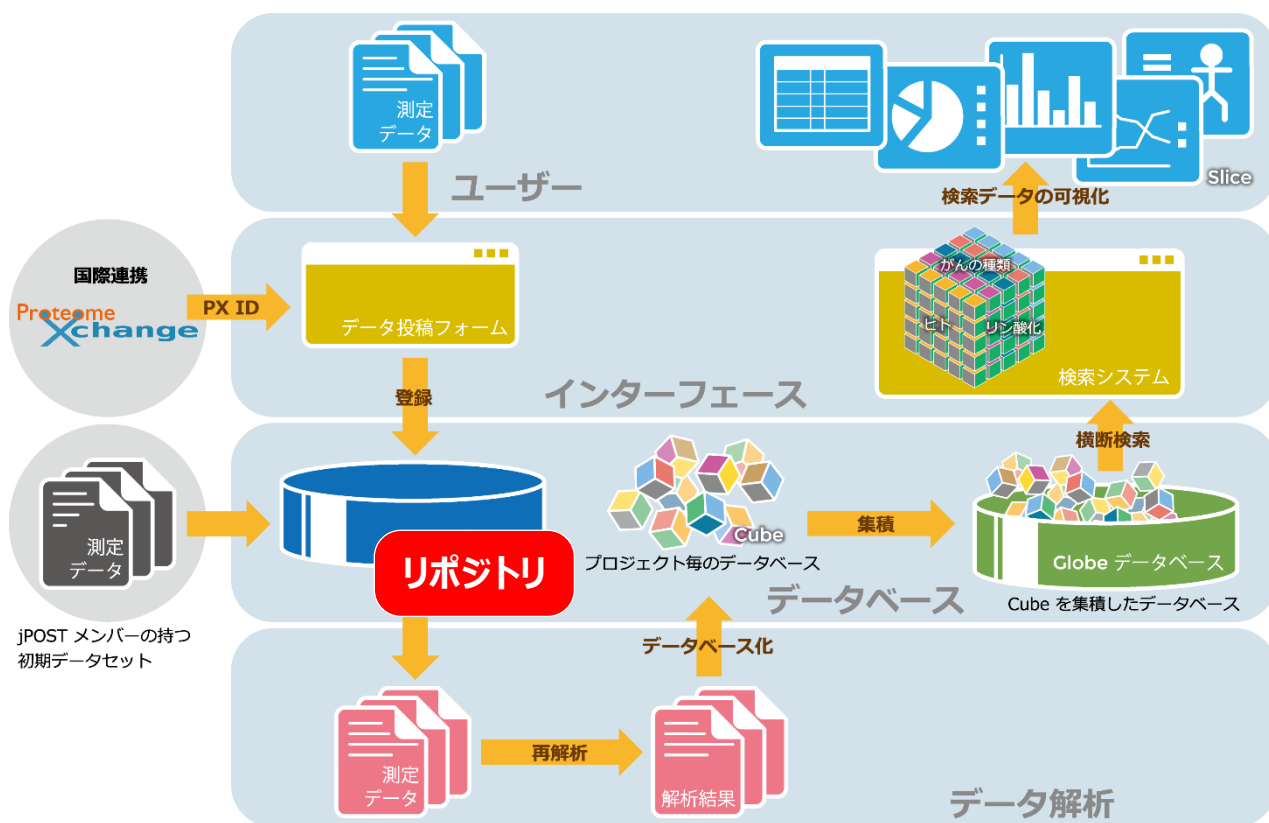 測定
データ
ユーザー
Slice
検索データの可視化
国際連携
Proteome
Xchange
PX ID
データ投稿フォーム
がんの種類
ヒト
リン酸化
検索システム
登録
インターフェース
横断検索
測定
データ
jPOST メンバーの持つ
初期データセット
リポジトリ
Cube
プロジェクト毎のデータベース
集積
Globe データベース
Cube を集積したデータベース
データベース
データベース化
測定
データ
再解析
解析結果
データ解析